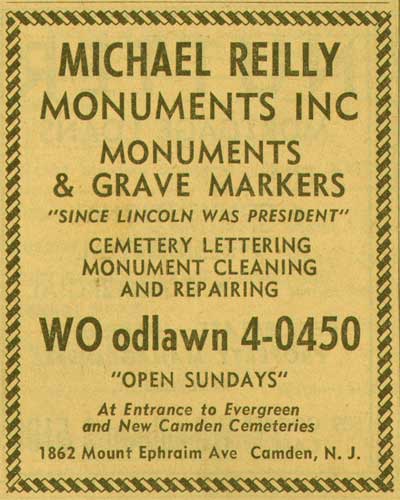 MICHAEL REILLY
MONUMENTS INC
MONUMENTS
& GRAVE MARKERS
"SINCE LINCOLN WAS PRESIDENT"
CEMETERY LETTERING
MONUMENT CLEANING
AND REPAIRING
WO odlawn 4-0450
"OPEN SUNDAYS"
At Entrance to Evergreen
and New Camden Cemeteries
1862 Mount Ephraim Ave Camden, N. J.